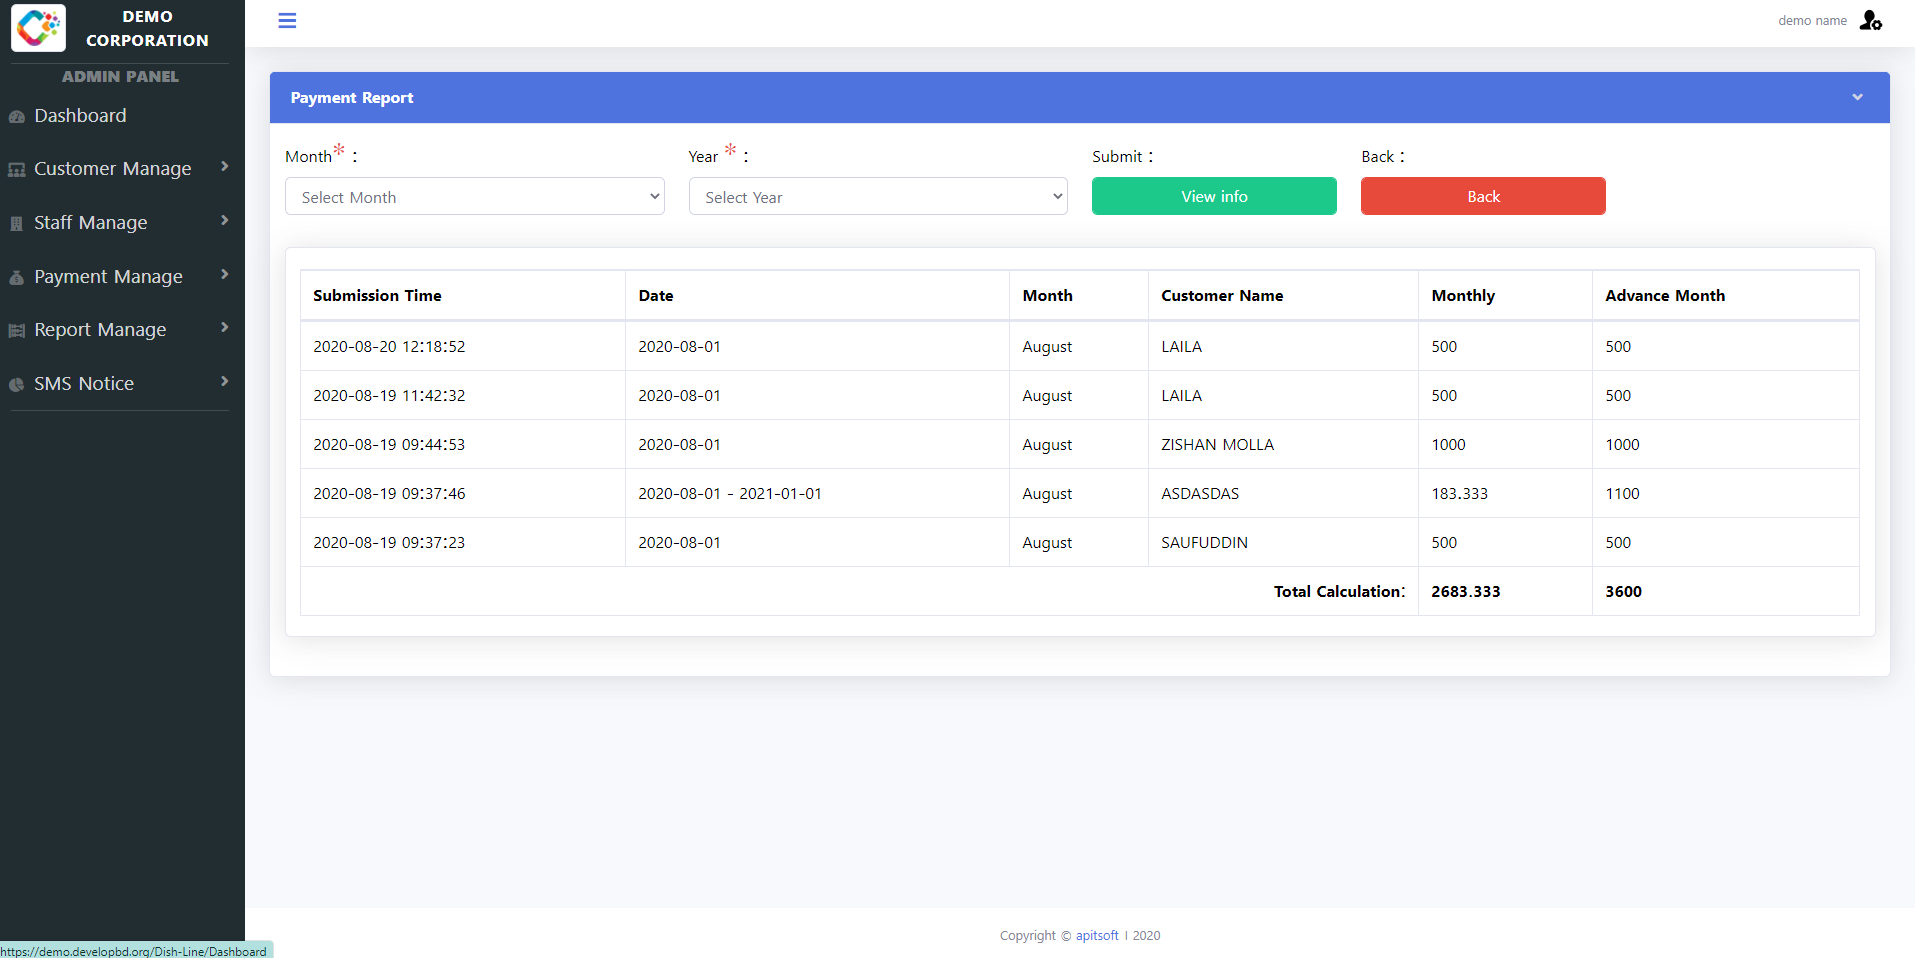 DEMO
CORPORATION
ADMIN PANEL
Dashboard
Customer Manage
Staff Manage
Payment Manage
Report Manage
SMS Notice
demo name
Payment Report
Month* :
Year * :
Submit :
Back :
Select Month
Select Year
View info
Back
Submission Time Date Month Customer Name Monthly Advance Month
2020-08-20 12:18:52 2020-08-01 August LAILA 500 500
2020-08-19 11:42:32 2020-08-01 August LAILA 500 500
2020-08-19 09:44:53 2020-08-01 August ZISHAN MOLLA 1000 1000
2020-08-19 09:37:46 2020-08-01 - 2021-01-01 August ASDASDAS 183.333 1100
2020-08-19 09:37:23 2020-08-01 August SAUFUDDIN 500 500
Total Calculation: 2683.333 3600
Copyright © apitsoft | 2020
https://demo.developbd.org/Dish-Line/Dashboard